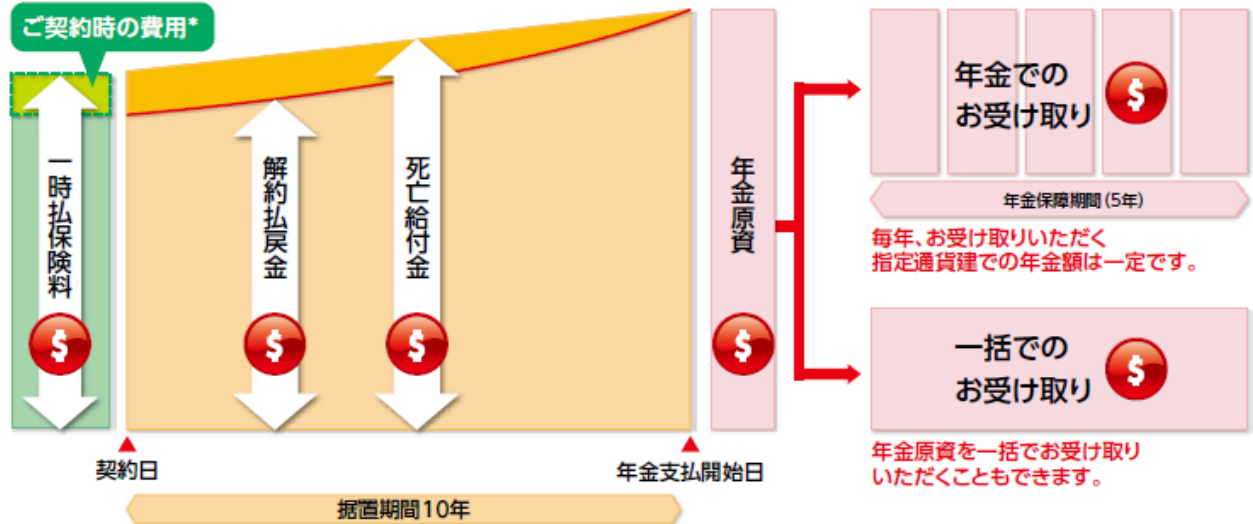 ご契約時の費用*
一時払保険料
$
解約払戻金
$
死亡給付金
$
年金原資
$
契約日
年金支払開始日
据置期間10年
年金での
お受け取り
$
年金保障期間(5年)
毎年、お受け取りいただく
指定通貨建での年金額は一定です。
一括での
お受け取り
$
年金原資を一括でお受け取り
いただくこともできます。